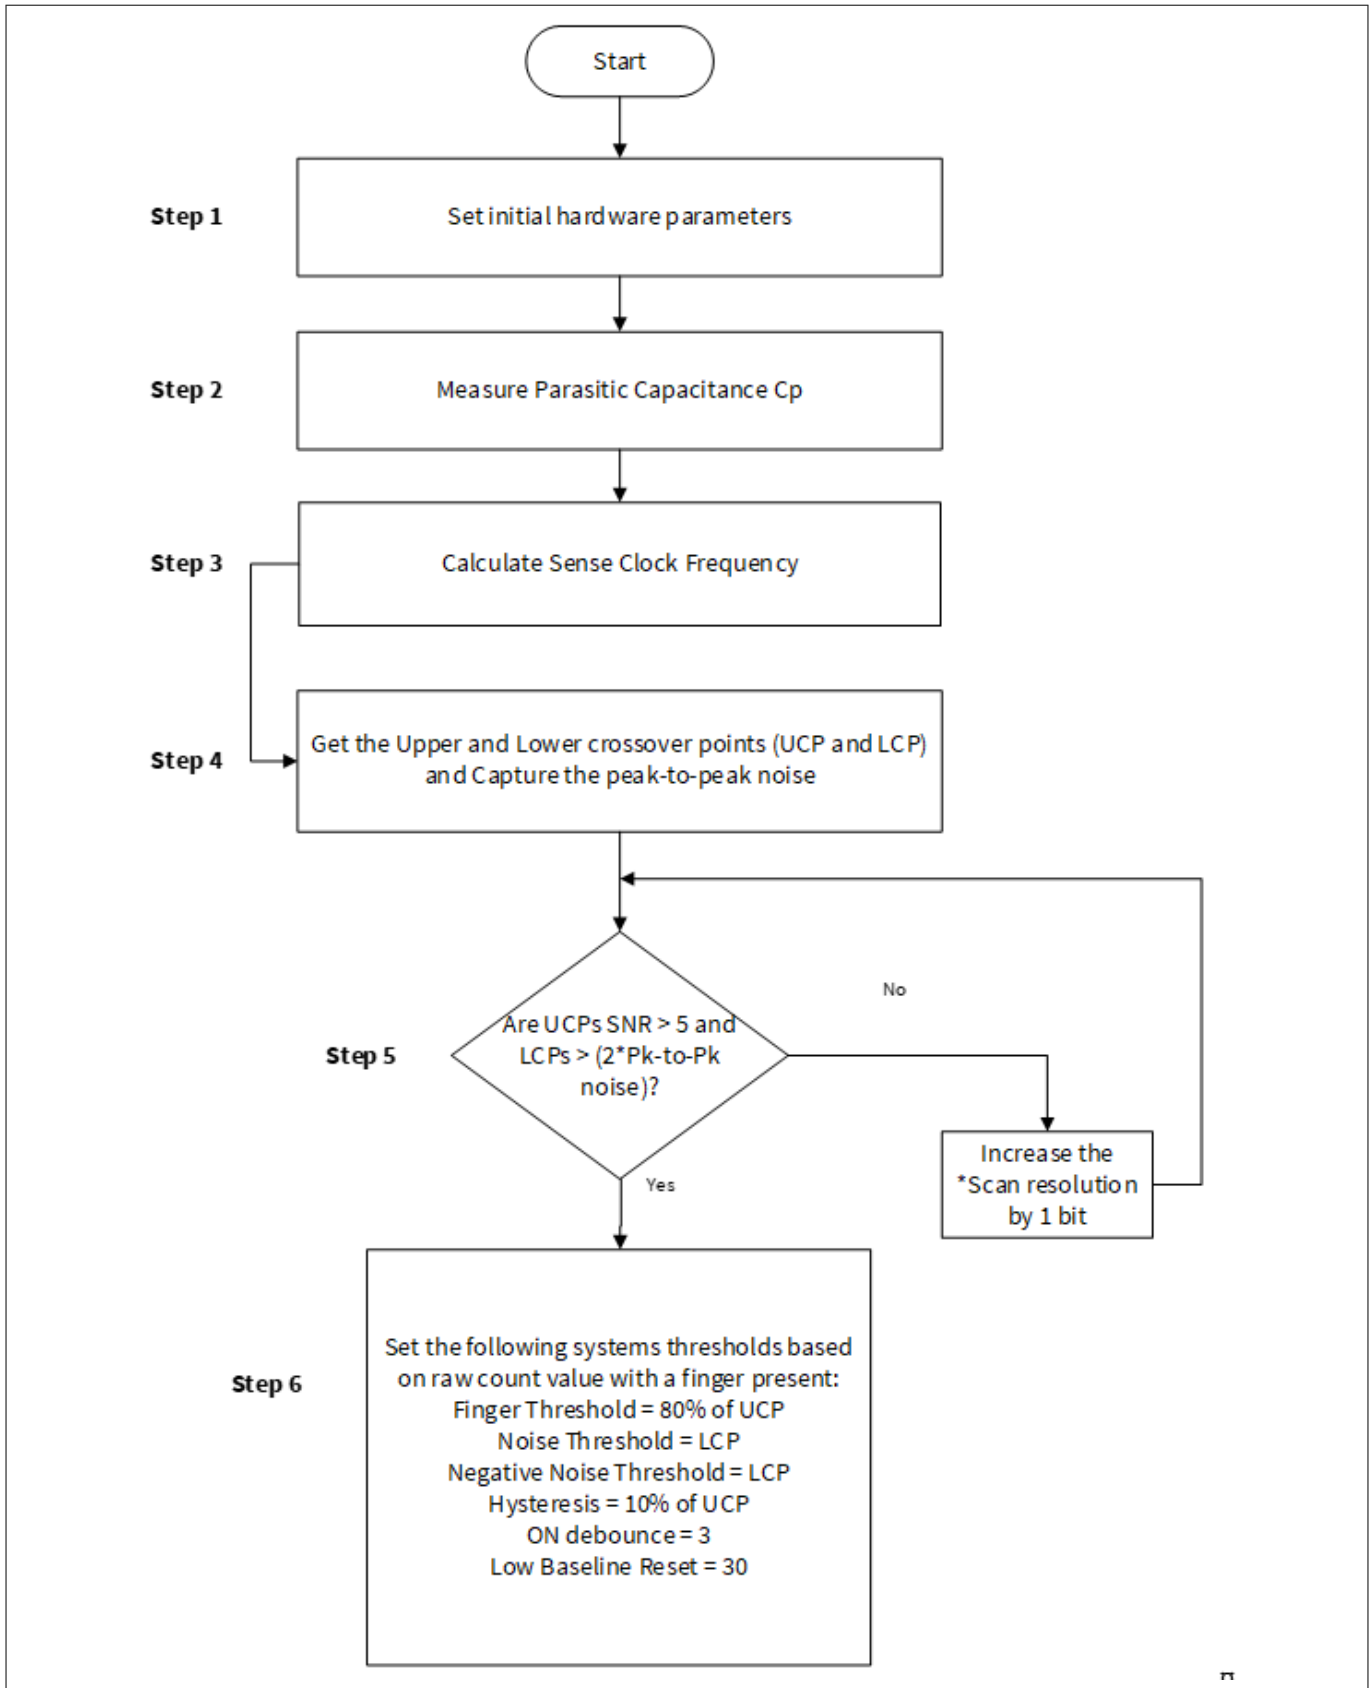 Start
Step 1
Set initial hardware parameters
Step 2
Measure Parasitic Capacitance Cp
Step 3
Calculate Sense Clock Frequency
Step 4
Get the Upper and Lower crossover points (UCP and LCP)
and Capture the peak-to-peak noise
Step 5
Are UCPs SNR > 5 and
LCPs > (2*Pk-to-Pk
noise)?
No
Increase the
*Scan resolution
by 1 bit
Yes
Step 6
Set the following systems thresholds based
on raw count value with a finger present:
Finger Threshold = 80% of UCP
Noise Threshold = LCP
Negative Noise Threshold = LCP
Hysteresis = 10% of UCP
ON debounce = 3
Low Baseline Reset = 30